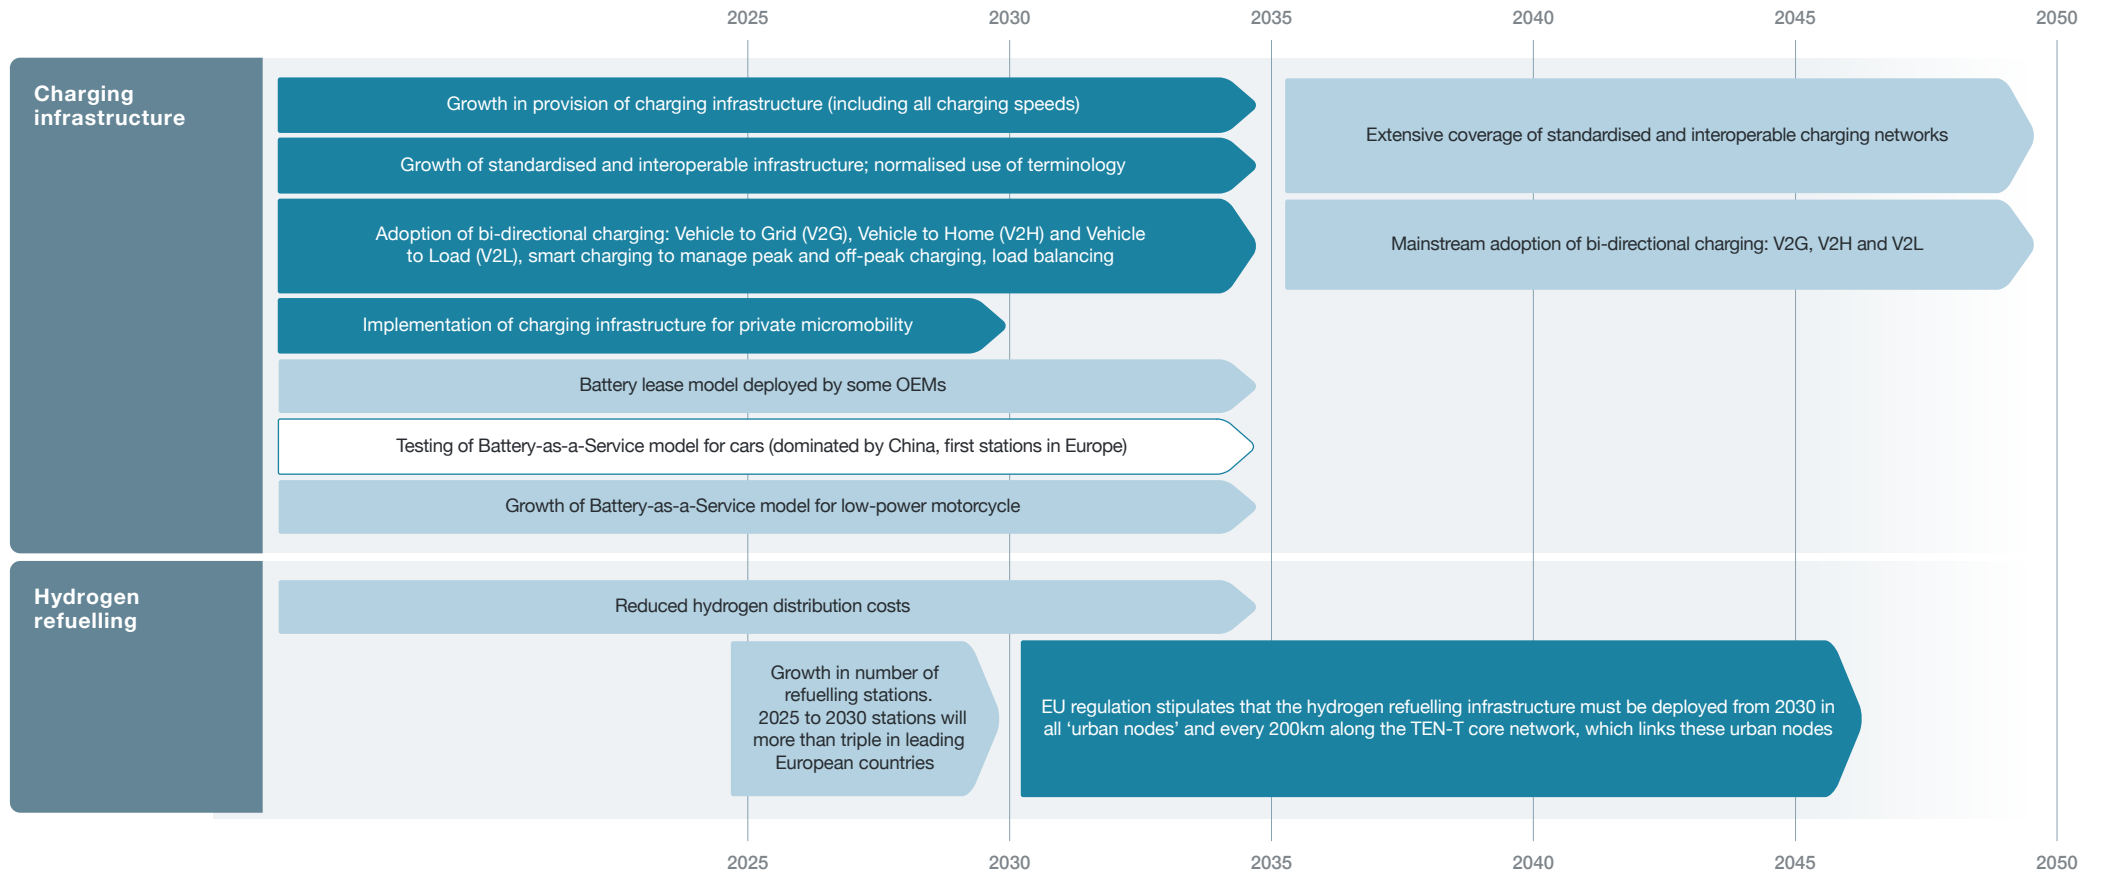 2025
2030
2035
2040
2045
2050
Charging
infrastructure
Growth in provision of charging infrastructure (including all charging speeds)
Growth of standardised and interoperable infrastructure; normalised use of terminology
Adoption of bi-directional charging: Vehicle to Grid (V2G), Vehicle to Home (V2H) and Vehicle
to Load (V2L), smart charging to manage peak and off-peak charging, load balancing
Implementation of charging infrastructure for private micromobility
Battery lease model deployed by some OEMs
Testing of Battery-as-a-Service model for cars (dominated by China, first stations in Europe)
Growth of Battery-as-a-Service model for low-power motorcycle
Extensive coverage of standardised and interoperable charging networks
Mainstream adoption of bi-directional charging: V2G, V2H and V2L
Hydrogen
refuelling
Reduced hydrogen distribution costs
Growth in number of
refuelling stations.
2025 to 2030 stations will
more than triple in leading
European countries
EU regulation stipulates that the hydrogen refuelling infrastructure must be deployed from 2030 in
all ‘urban nodes’ and every 200km along the TEN-T core network, which links these urban nodes
2025
2030
2035
2040
2045
2050